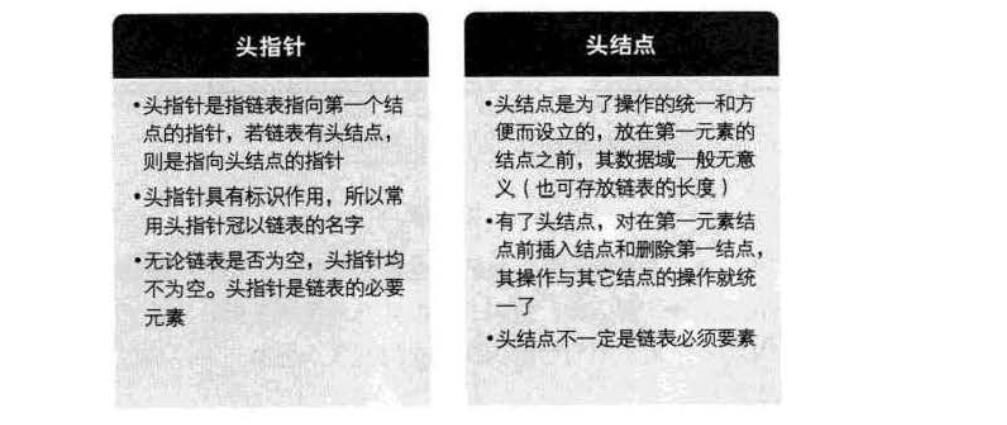 头指针
•头指针是指链表指向第一个结
点的指针，若链表有头结点，
则是指向头结点的指针
•头指针具有标识作用，所以常
用头指针冠以链表的名字
•无论链表是否为空，头指针均
不为空。头指针是链表的必要
元素
头结点
•头结点是为了操作的统一和方
便而设立的，放在第一元素的
结点之前，其数据域一般无意
义（也可存放链表的长度）
•有了头结点，对在第一元素结
点前插入结点和删除第一结点，
其操作与其它结点的操作就统
一了
•头结点不一定是链表必须要素